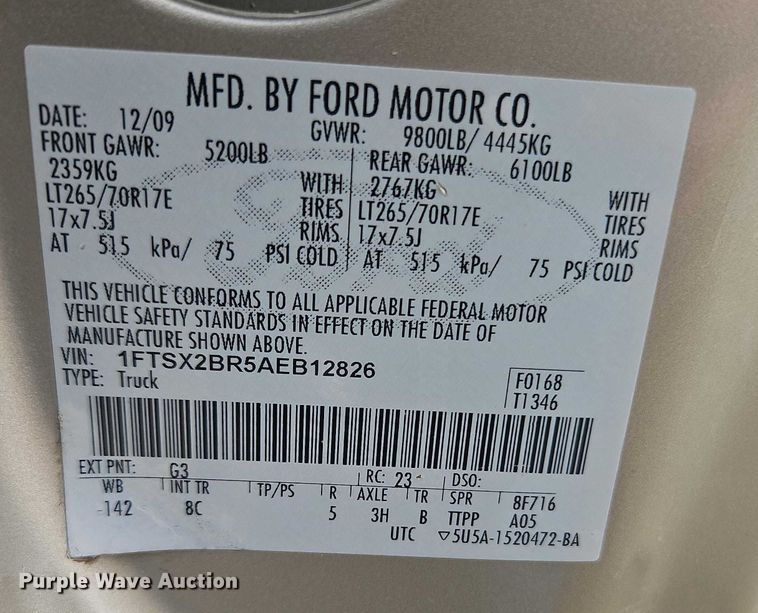 MFD. BY FORD MOTOR CO.
DATE: 12/09 GVWR: 9800LB/ 4445KG
FRONT GAWR: 5200LB REAR GAWR: 6100LB
2359KG WITH 2767KG WITH
LT265/70R17E TIRES LT265/70R17E TIRES
17x7.5J RIMS 17x7.5J RIMS
AT 515 kPa/ 75 PSI COLD AT 515 kPa/ 75 PSI COLD
THIS VEHICLE CONFORMS TO ALL APPLICABLE FEDERAL MOTOR
VEHICLE SAFETY STANDARDS IN EFFECT ON THE DATE OF
MANUFACTURE SHOWN ABOVE.
VIN: 1FTSX2BR5AEB12826
TYPE: Truck
F0168
T1346
EXT PNT: G3 RC: 23 DSO:
WB INT TR TP/PS R AXLE TR SPR 8F716
142 8C 5 3H B TTPP A05
UTC ▽5U5A-1520472-BA
Purple Wave Auction